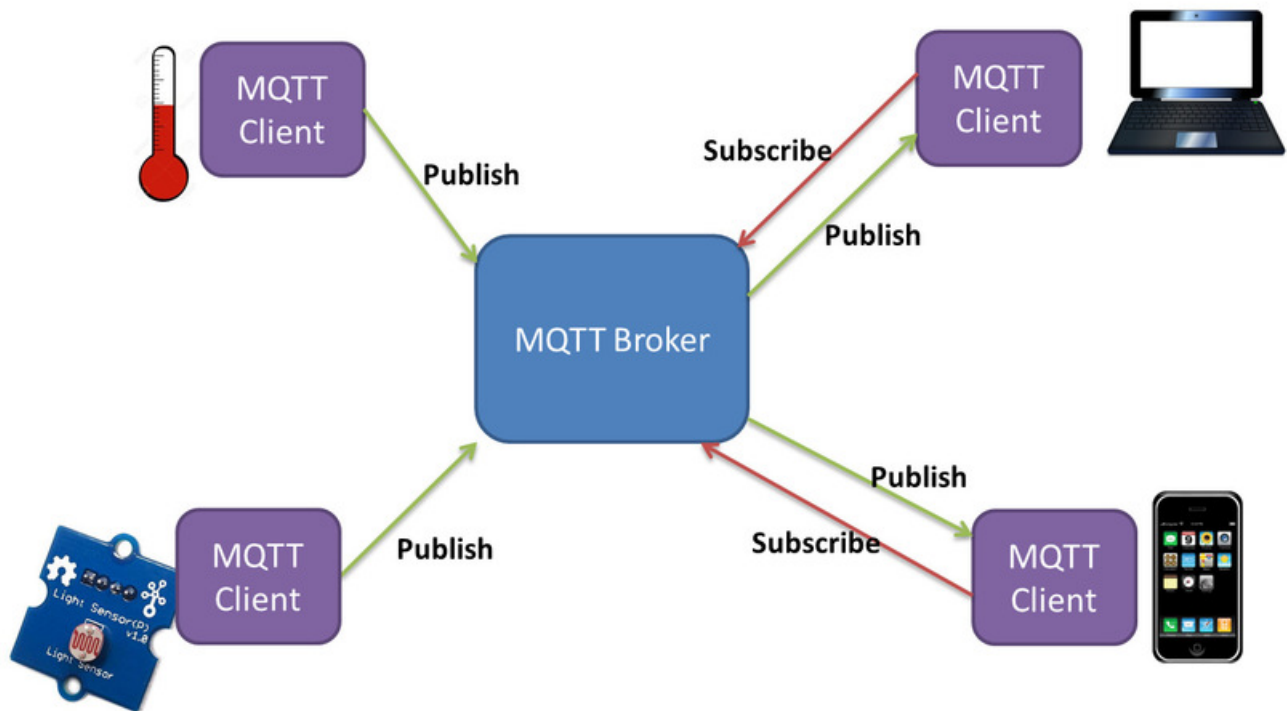 MQTT
Client
Publish
MQTT
Client
Subscribe
Publish
MQTT Broker
MQTT
Client
Publish
Light Sensor(P)
v1.0
Light Sensor
Publish
Subscribe
MQTT
Client